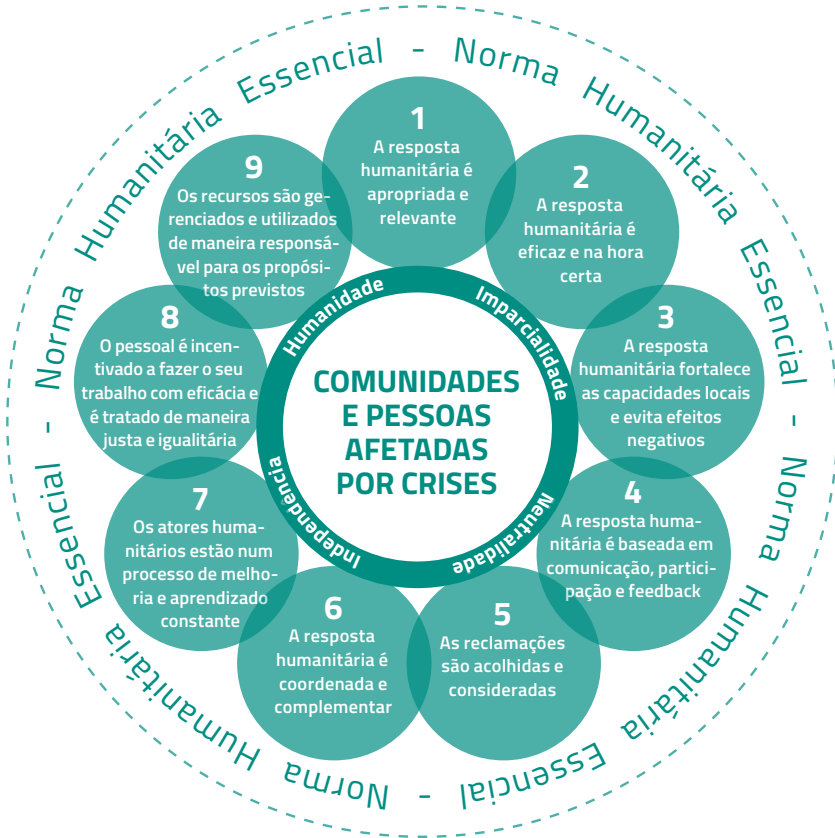 Norma Humanitária Essencial - Norma Humanitária Essencial - Norma Humanitária Essencial - Norma Humanitária Essencial -
1
A resposta
humanitária é
apropriada e
relevante
2
A resposta
humanitária é
eficaz e na hora
certa
3
A resposta
humanitária fortalece
as capacidades locais
e evita efeitos
negativos
4
A resposta huma-
nitária é baseada em
comunicação, partici-
pação e feedback
5
As reclamações
são acolhidas e
consideradas
6
A resposta
humanitária é
coordenada e
complementar
7
Os atores huma-
nitários estão num
processo de melho-
ria e aprendizado
constante
8
O pessoal é incen-
tivado a fazer o seu
trabalho com eficácia e
é tratado de maneira
justa e igualitária
9
Os recursos são ge-
renciados e utilizados
de maneira responsá-
vel para os propósi-
tos previstos
Humanidade
Imparcialidade
Neutralidade
Independência
COMUNIDADES
E PESSOAS
AFETADAS
POR CRISES